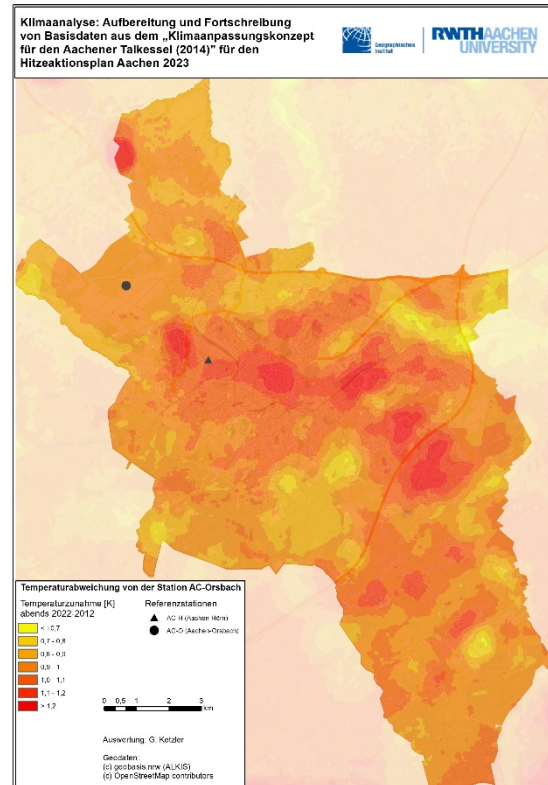 Klimaanalyse: Aufbereitung und Fortschreibung
von Basisdaten aus dem „Klimaanpassungskonzept
für den Aachener Talkessel (2014)" für den
Hitzeaktionsplan Aachen 2023
Geographisches
Institut
RWTH AACHEN
UNIVERSITY
Temperaturabweichung von der Station AC-Orsbach
Temperaturzunahme [K]
abends 2022-2012
< +0,7
0,7 - 0,8
0,8 - 0,9
0,9 - 1
1,0 - 1,1
1,1 - 1,2
> 1,2
Referenzstationen
AC-H (Aachen-Hörn)
AC-O (Aachen-Orsbach)
0 0,5 1 2 3
km
Auswertung: G. Ketzler
Geodaten:
(c) geobasis.nrw (ALKIS)
(c) OpenStreetMap contributors